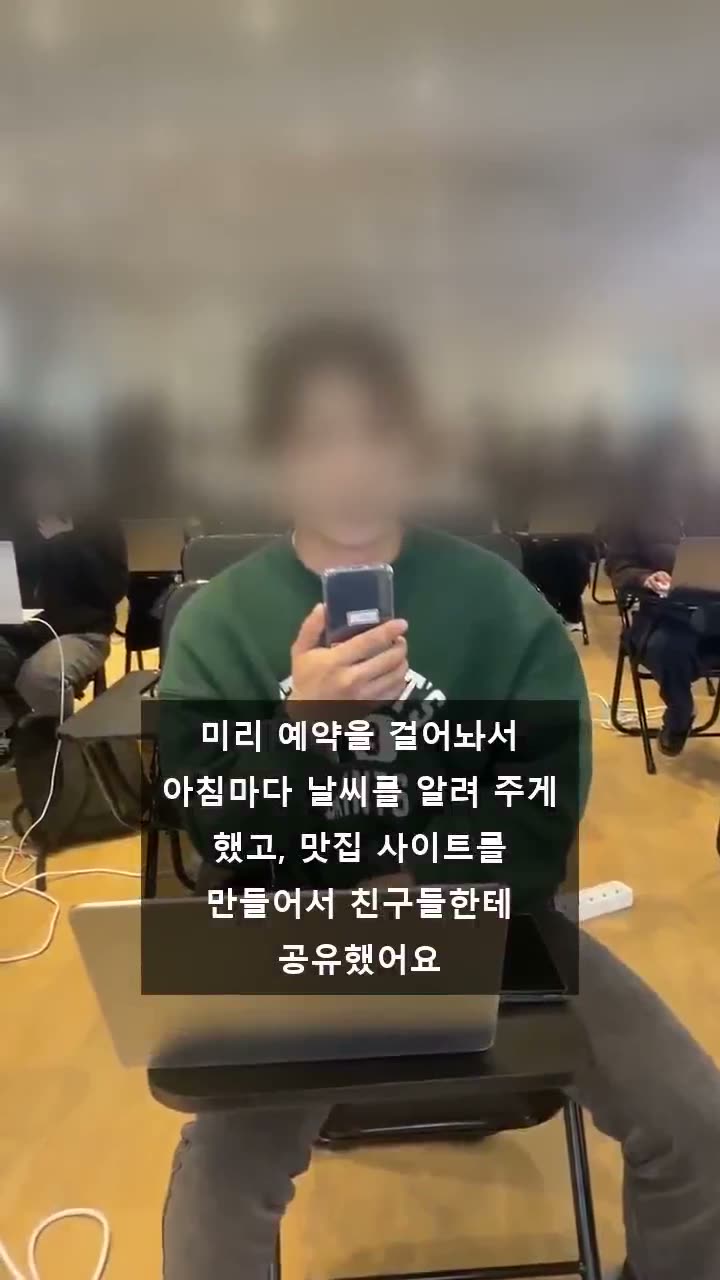 미리 예약을 걸어놔서
아침마다 날씨를 알려 주게
했고, 맛집 사이트를
만들어서 친구들한테
공유했어요